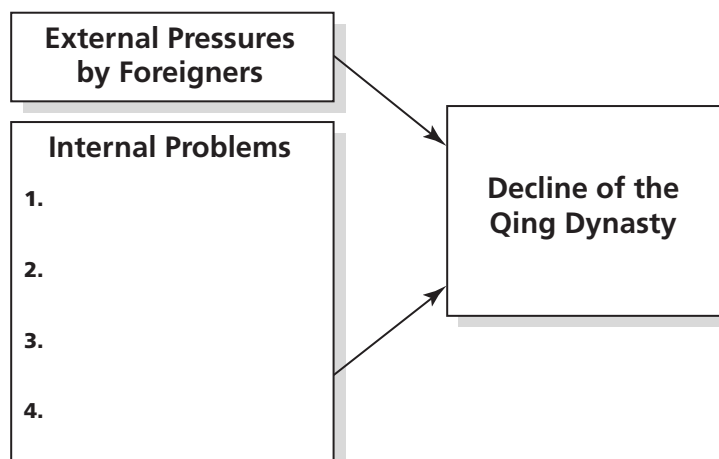 External Pressures
by Foreigners
Internal Problems
1.
2.
3.
4.
Decline of the
Qing Dynasty